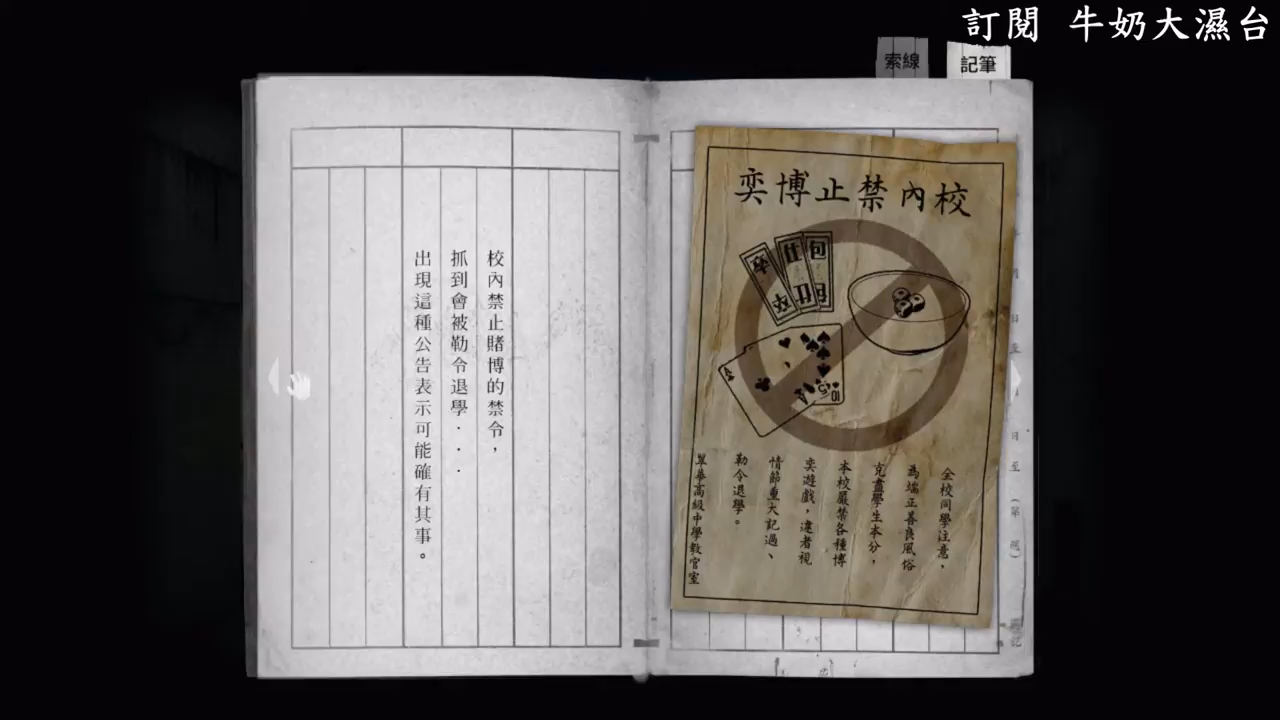 訂閱 牛奶大濕台
索線
記筆
校內禁止賭博的禁令，
抓到會被勒令退學...
出現這種公告表示可能確有其事。
奕博止禁內校
包
仕
卒
全校同學注意，
為端正善良風俗
克盡學生本分，
本校嚴禁各種博
奕遊戲，違者視
情節重大記過、
勒令退學。
翠華高級中學教官室